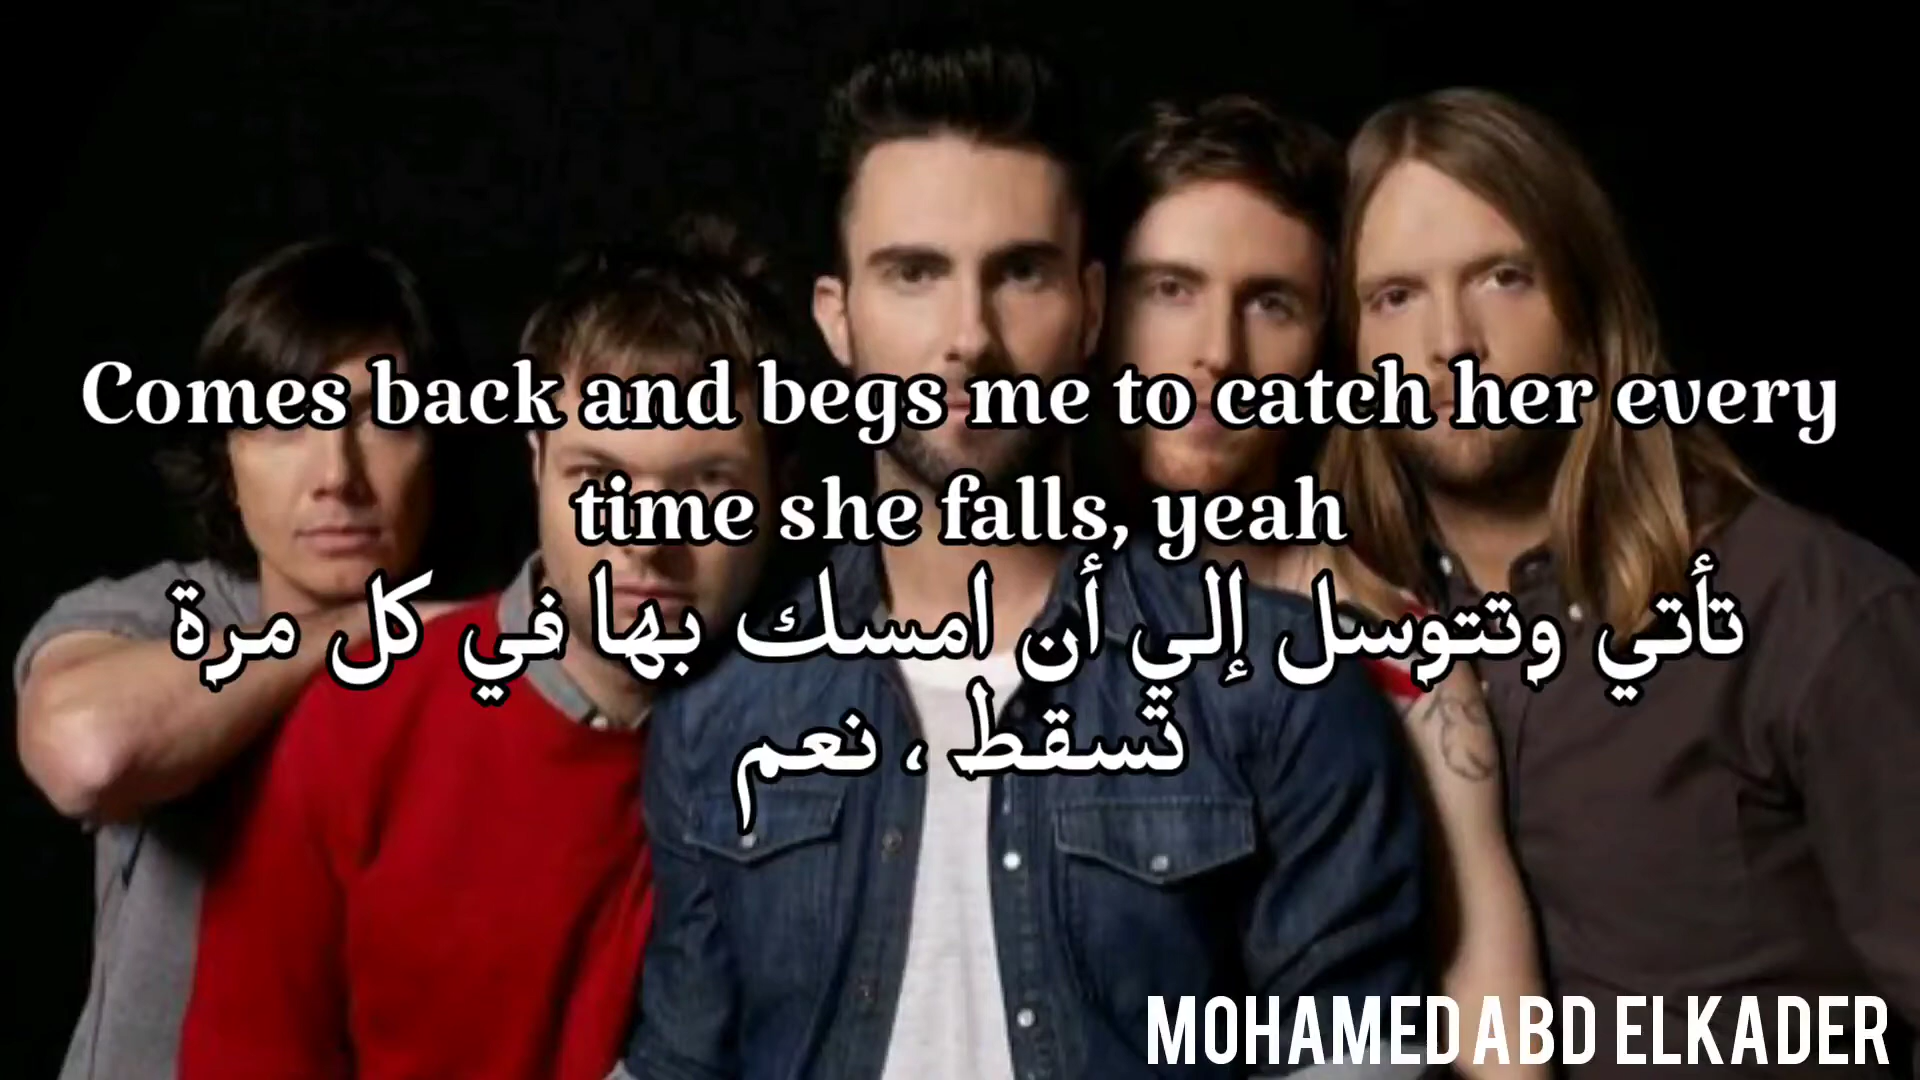 Comes back and begs me to catch her every
time she falls, yeah
تأتي وتتوسل إلي أن امسك بها في كل مرة
تسقط ، نعم
MOHAMED ABD ELKADER